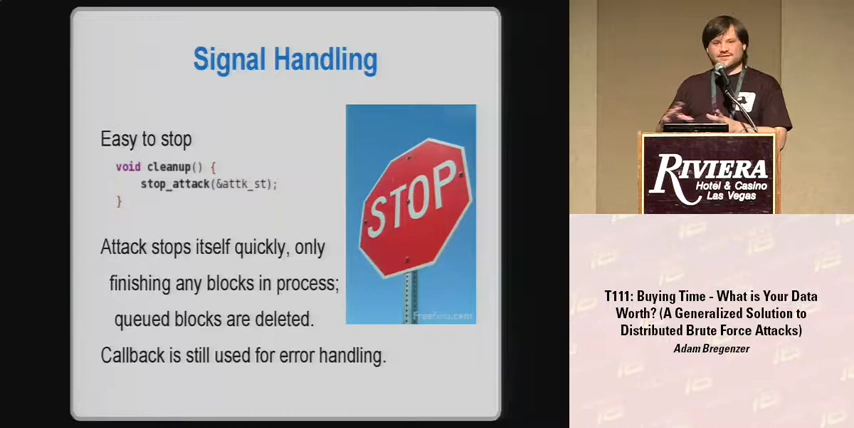 Signal Handling
Easy to stop
void cleanup() {
stop_attack(&attk_st);
}
Attack stops itself quickly, only
finishing any blocks in process;
queued blocks are deleted.
Callback is still used for error handling.
STOP
FreeFoto.com
RIVIERA
Hotel & Casino
Las Vegas
T111: Buying Time - What is Your Data
Worth? (A Generalized Solution to
Distributed Brute Force Attacks)
Adam Bregenzer